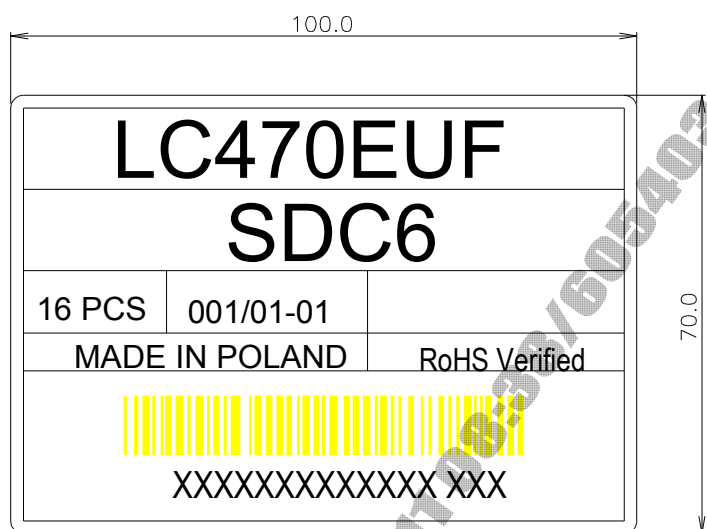 100.0
LC470EUF
SDC6
16 PCS 001/01-01
MADE IN POLAND RoHS Verified
XXXXXXXXXXXXX XXX
70.0